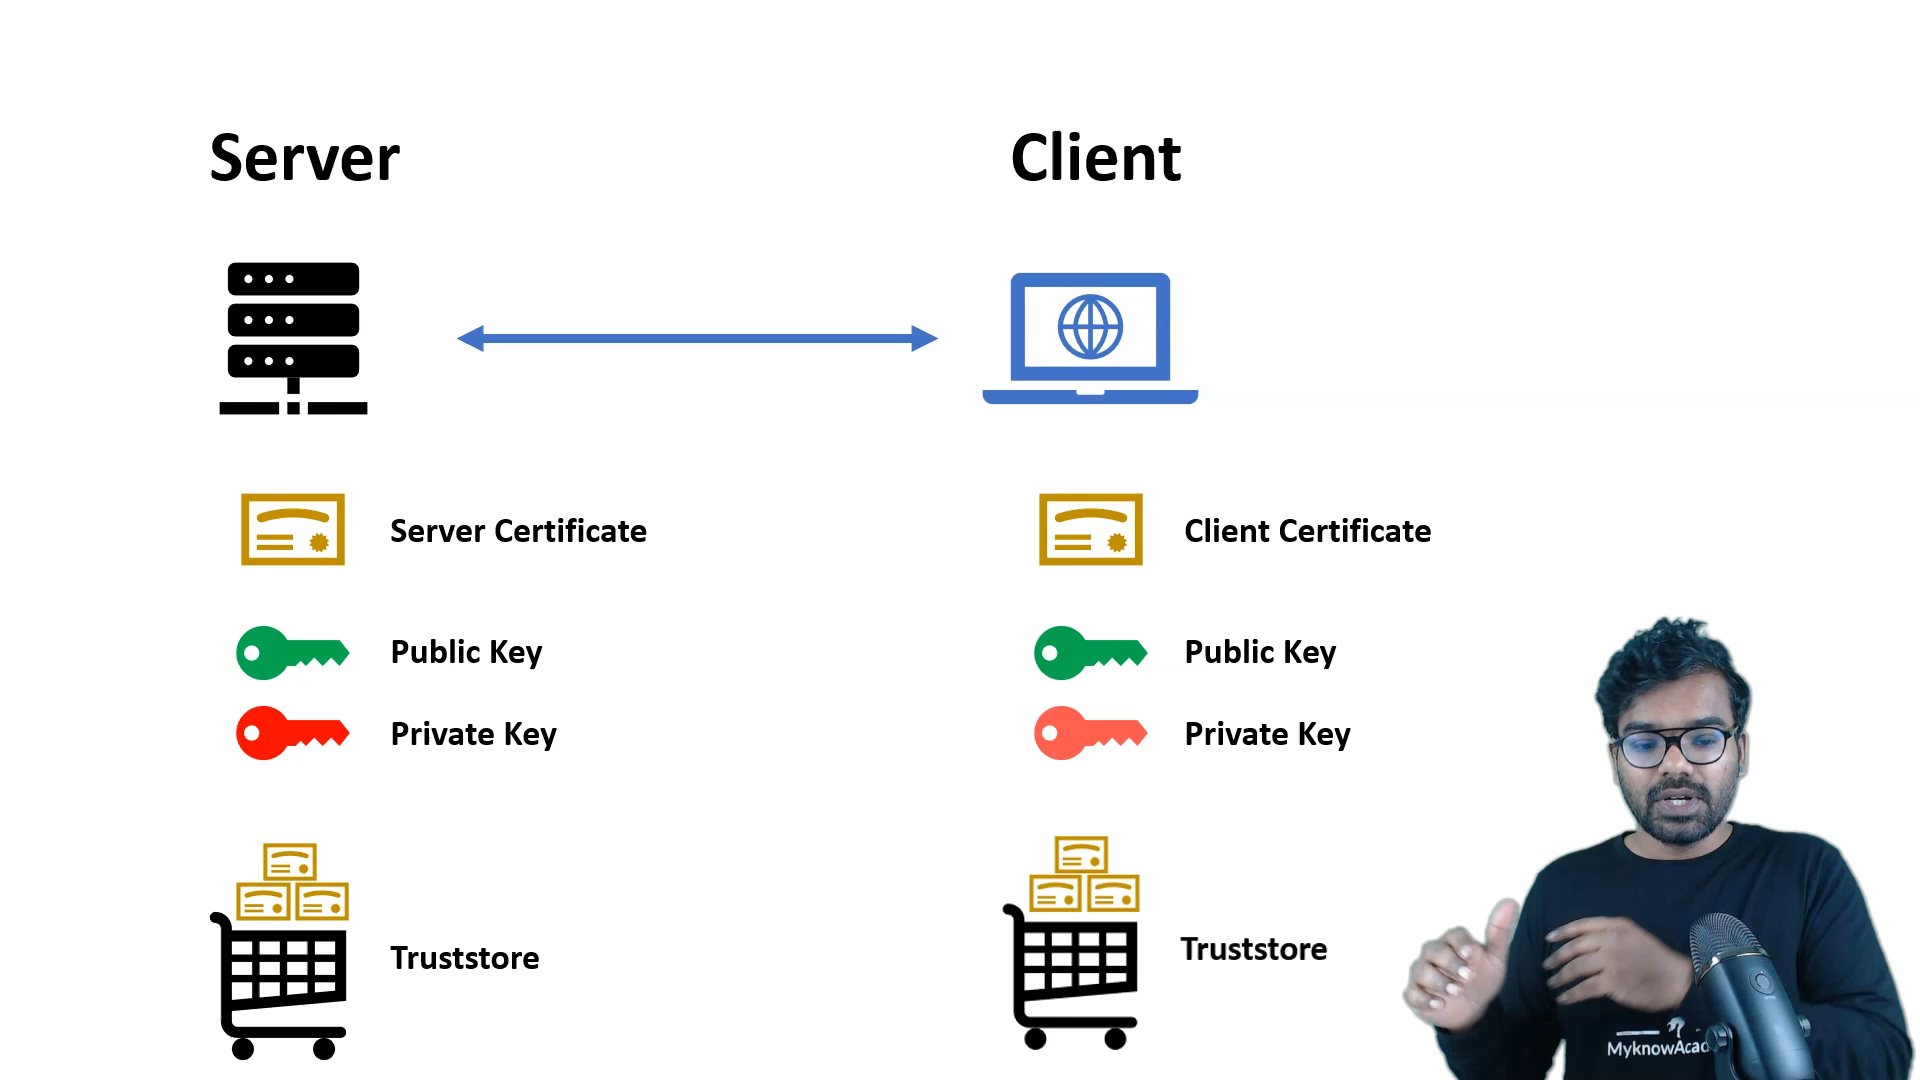 Server
Client
Server Certificate
Client Certificate
Public Key
Public Key
Private Key
Private Key
Truststore
Truststore